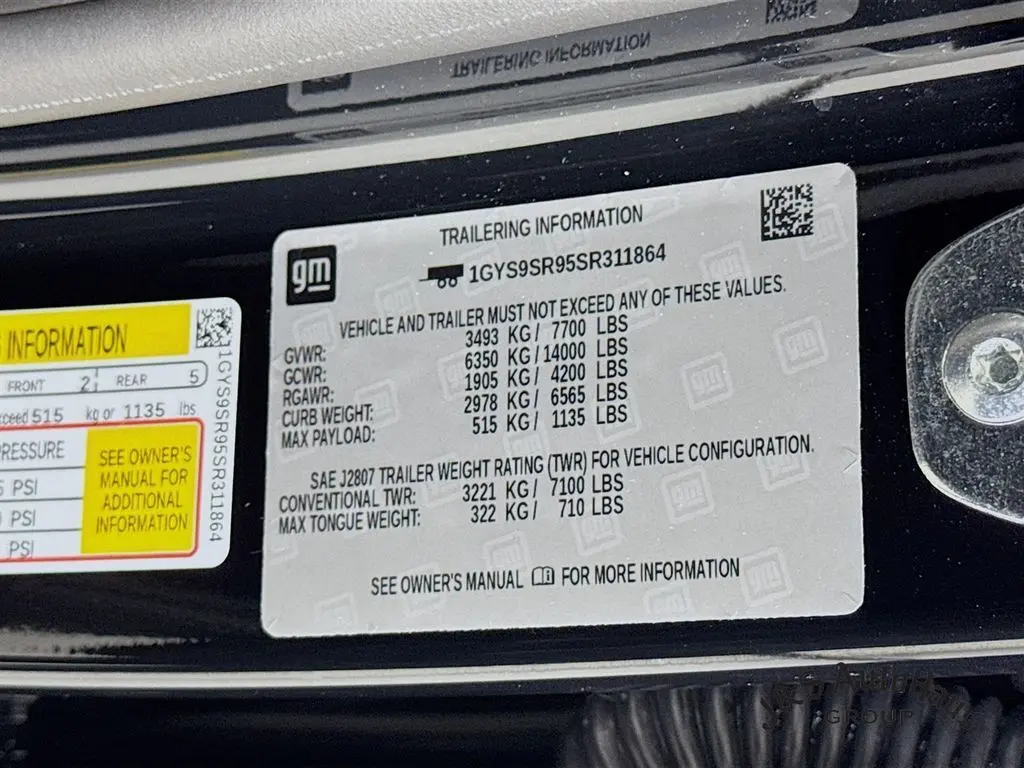 TRAILERING INFORMATION
gm
TRAILERING INFORMATION
1GYS9SR95SR311864
VEHICLE AND TRAILER MUST NOT EXCEED ANY OF THESE VALUES.
GVWR: 3493 KG / 7700 LBS
GCWR: 6350 KG / 14000 LBS
RGAWR: 1905 KG / 4200 LBS
CURB WEIGHT: 2978 KG / 6565 LBS
MAX PAYLOAD: 515 KG / 1135 LBS
SAE J2807 TRAILER WEIGHT RATING (TWR) FOR VEHICLE CONFIGURATION.
CONVENTIONAL TWR: 3221 KG / 7100 LBS
MAX TONGUE WEIGHT: 322 KG / 710 LBS
SEE OWNER'S MANUAL FOR MORE INFORMATION
INFORMATION
FRONT 2 REAR 5
515 kg or 1135 lbs
SEE OWNER'S
MANUAL FOR
ADDITIONAL
INFORMATION
PSI
PSI
PSI
1GYS9SR95SR311864
GROUP